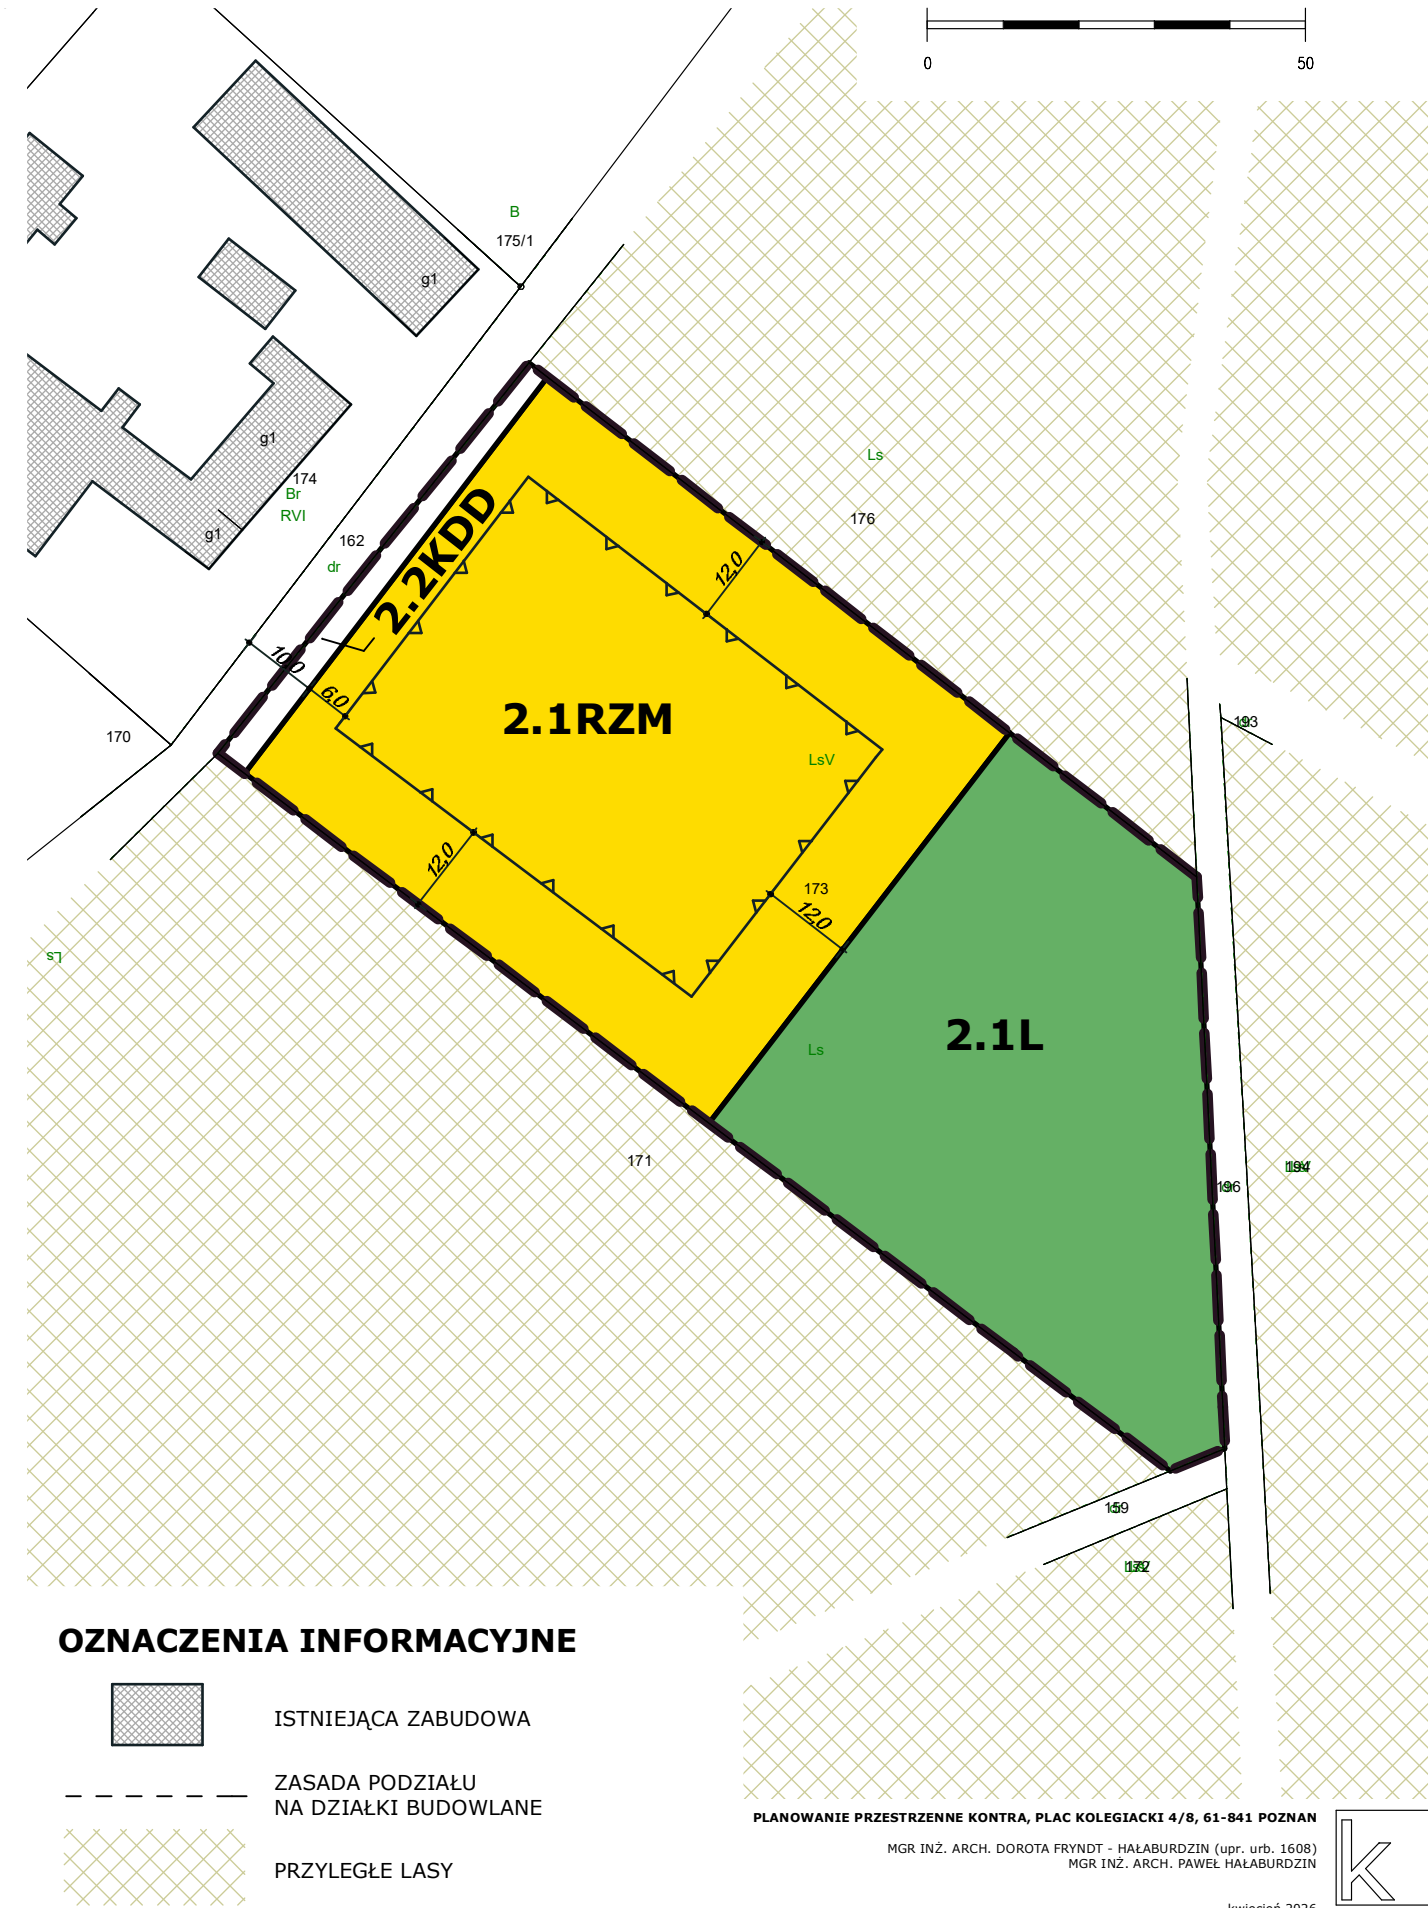 0
50
B
175/1
g1
g1
174
Br
RVI
g1
162
dr
Ls
176
2.2KDD
12,0
10,0
6,0
2.1RZM
170
LsV
193
12,0
173
12,0
Ls
2.1L
Ls
171
194
196
159
172
OZNACZENIA INFORMACYJNE
ISTNIEJĄCA ZABUDOWA
ZASADA PODZIAŁU
NA DZIAŁKI BUDOWLANE
PRZYLEGŁE LASY
PLANOWANIE PRZESTRZENNE KONTRA, PLAC KOLEGIACKI 4/8, 61-841 POZNAN
MGR INŻ. ARCH. DOROTA FRYNDT - HAŁABURDZIN (upr. urb. 1608)
MGR INŻ. ARCH. PAWEŁ HAŁABURDZIN
k